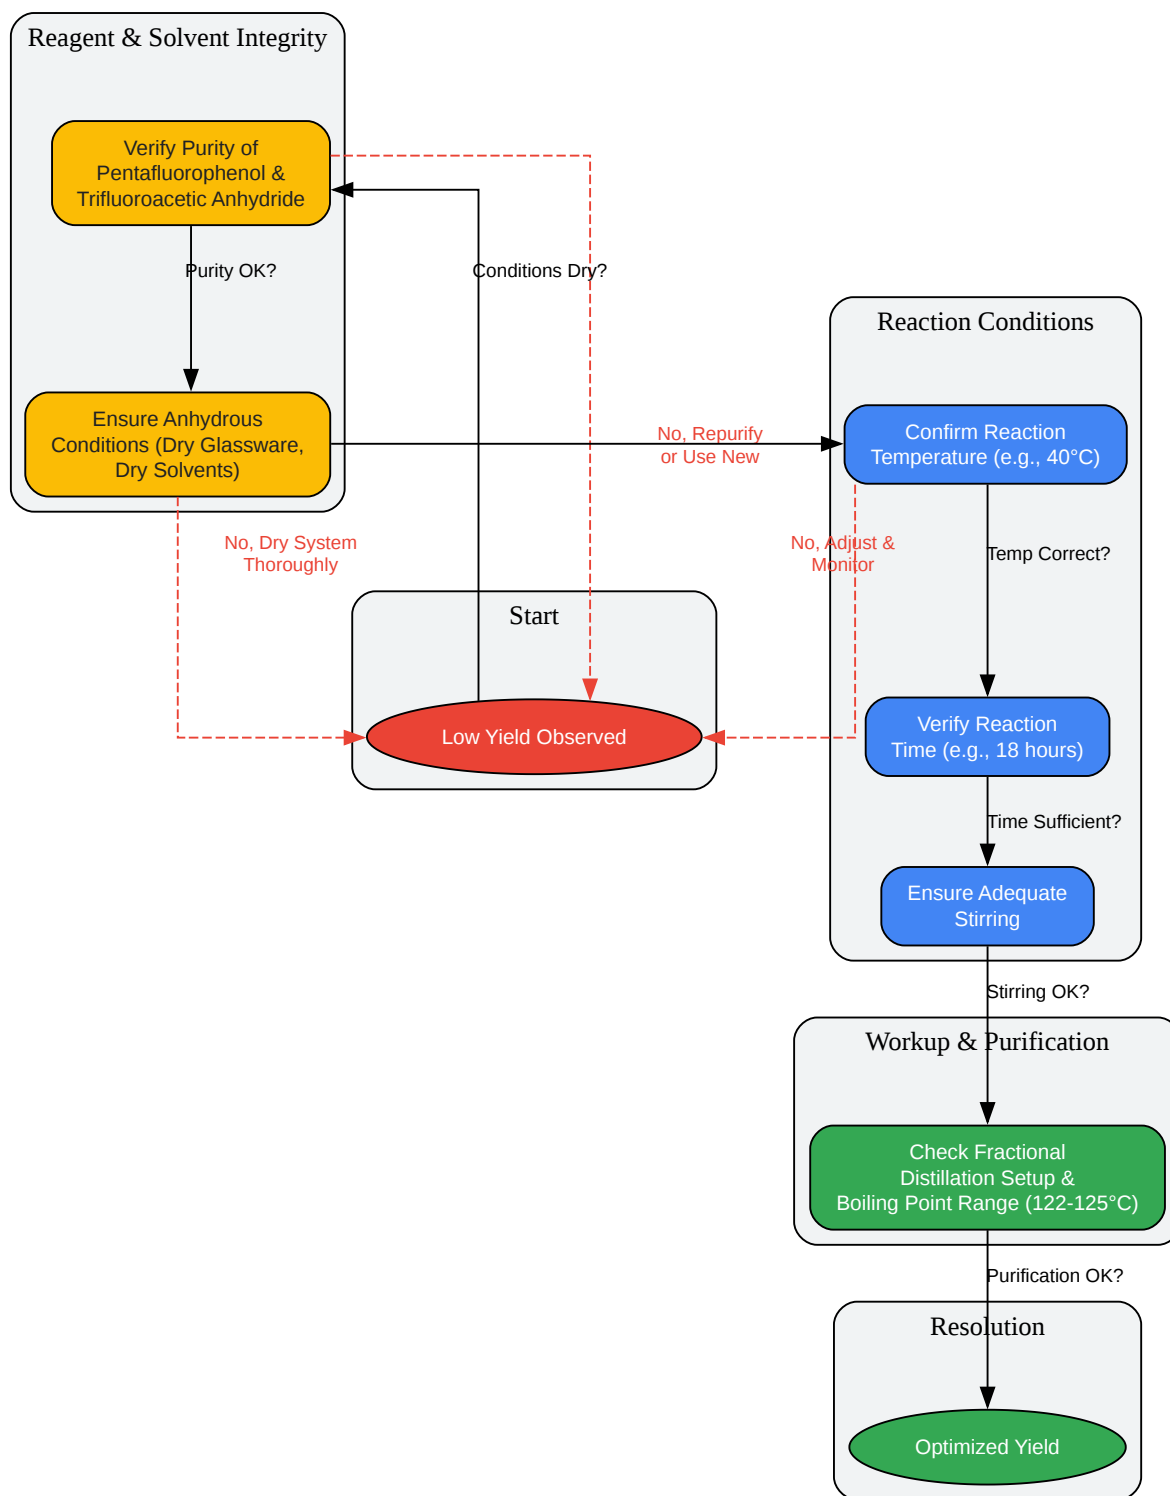 Reagent & Solvent Integrity
Verify Purity of
Pentafluorophenol &
Trifluoroacetic Anhydride
Purity OK?
Conditions Dry?
Reaction Conditions
Ensure Anhydrous
Conditions (Dry Glassware,
Dry Solvents)
No, Repurify
or Use New
Confirm Reaction
Temperature (e.g., 40°C)
No, Dry System
Thoroughly
No, Adjust &
Monitor
Temp Correct?
Start
Low Yield Observed
Verify Reaction
Time (e.g., 18 hours)
Time Sufficient?
Ensure Adequate
Stirring
Stirring OK?
Workup & Purification
Check Fractional
Distillation Setup &
Boiling Point Range (122-125°C)
Purification OK?
Resolution
Optimized Yield